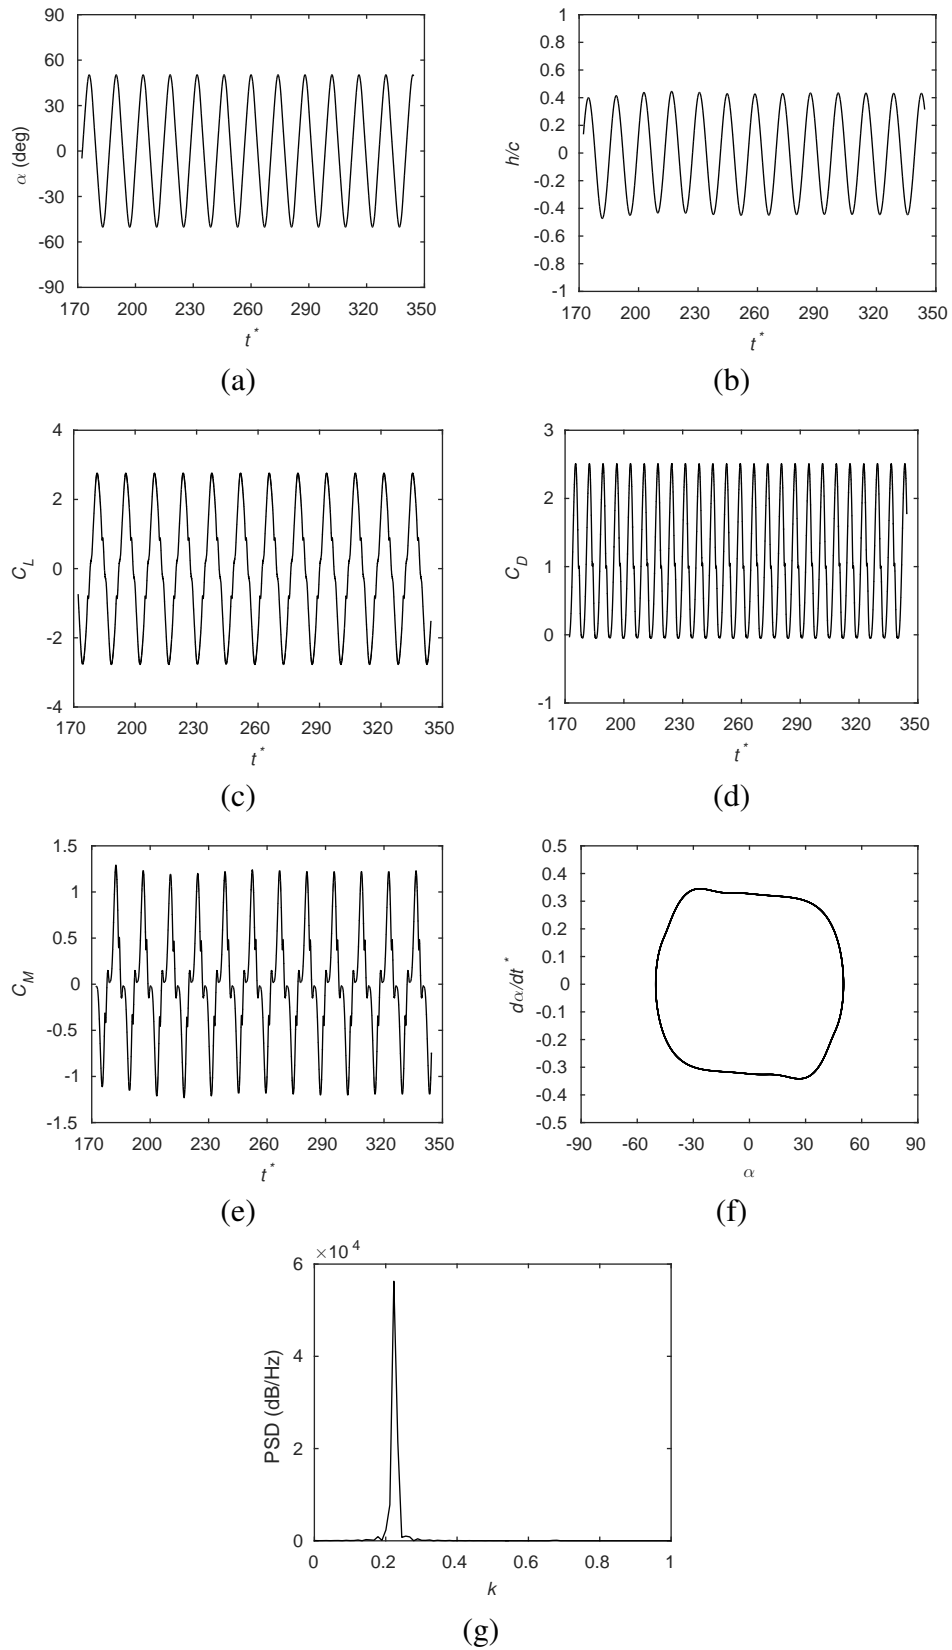 90
60
30
0
-30
-60
-90
α (deg)
170 200 230 260 290 320 350
t*
(a)
1
0.8
0.6
0.4
0.2
0
-0.2
-0.4
-0.6
-0.8
-1
h/c
170 200 230 260 290 320 350
t*
(b)
4
2
0
-2
-4
C_L
170 200 230 260 290 320 350
t*
(c)
3
2
1
0
-1
C_D
170 200 230 260 290 320 350
t*
(d)
1.5
1
0.5
0
-0.5
-1
-1.5
C_M
170 200 230 260 290 320 350
t*
(e)
0.5
0.4
0.3
0.2
0.1
0
-0.1
-0.2
-0.3
-0.4
-0.5
dα/dt*
-90 -60 -30 0 30 60 90
α
(f)
×10 4
6
4
2
0
PSD (dB/Hz)
0 0.2 0.4 0.6 0.8 1
k
(g)